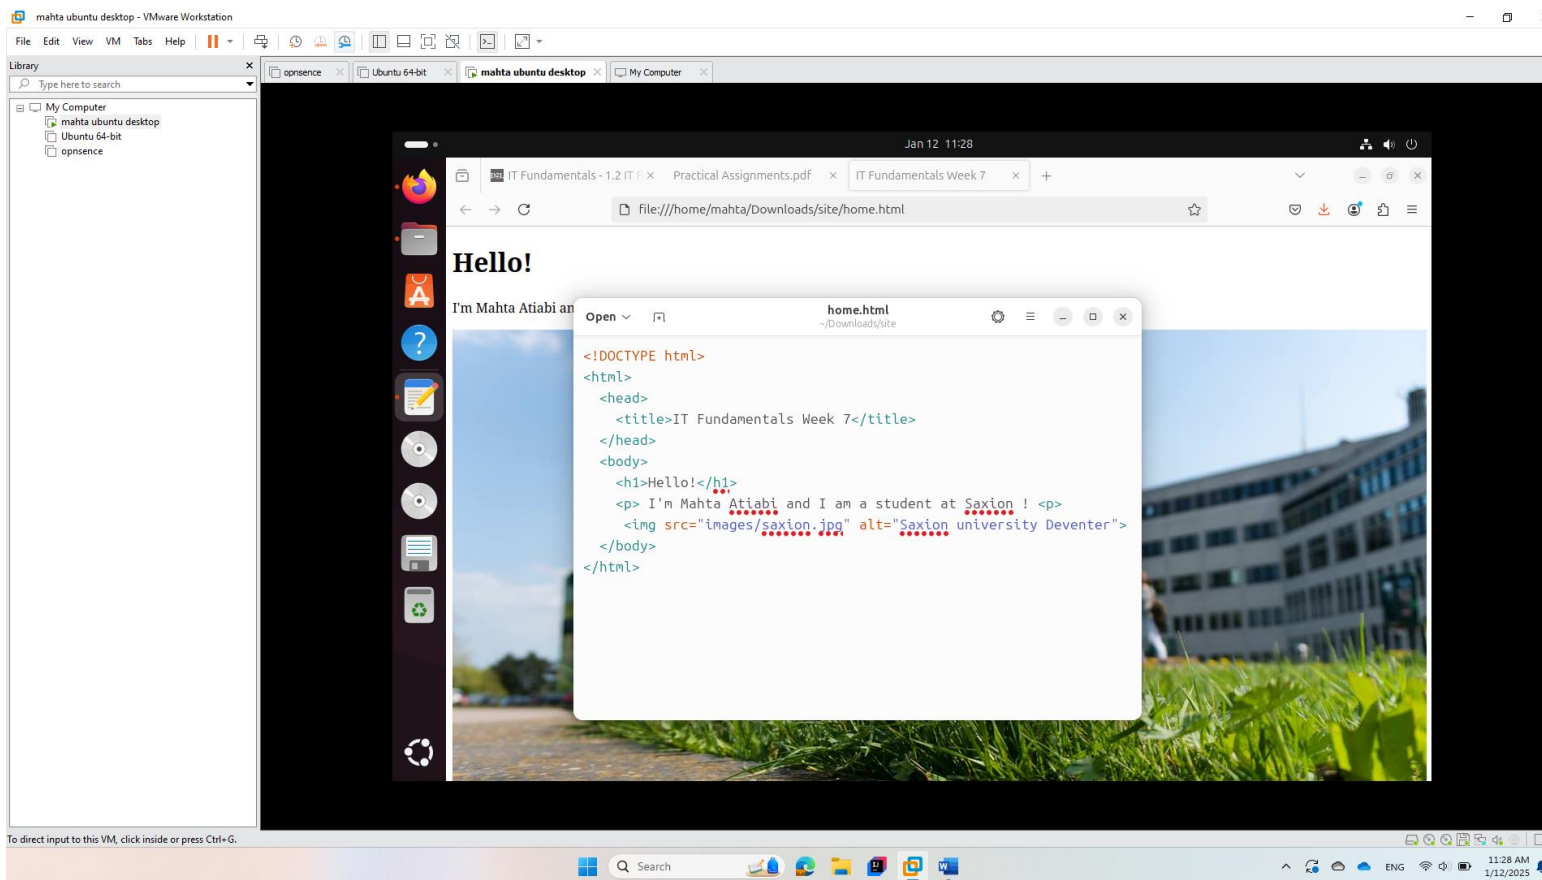 mahta ubuntu desktop - VMware Workstation
File Edit View VM Tabs Help
Library
Type here to search
My Computer
mahta ubuntu desktop
Ubuntu 64-bit
opnsence
opnsence
Ubuntu 64-bit
mahta ubuntu desktop
My Computer
Jan 12 11:28
IT Fundamentals - 1.2 IT F
Practical Assignments.pdf
IT Fundamentals Week 7
file:///home/mahta/Downloads/site/home.html
Hello!
I'm Mahta Atiabi an
Open
home.html
~/Downloads/site
<!DOCTYPE html>
<html>
<head>
<title>IT Fundamentals Week 7</title>
</head>
<body>
<h1>Hello!</h1>
<p> I'm Mahta Atiabi and I am a student at Saxion ! <p>
<img src="images/saxion.jpg" alt="Saxion university Deventer">
</body>
</html>
To direct input to this VM, click inside or press Ctrl+G.
Search
ENG
11:28 AM
1/12/2025